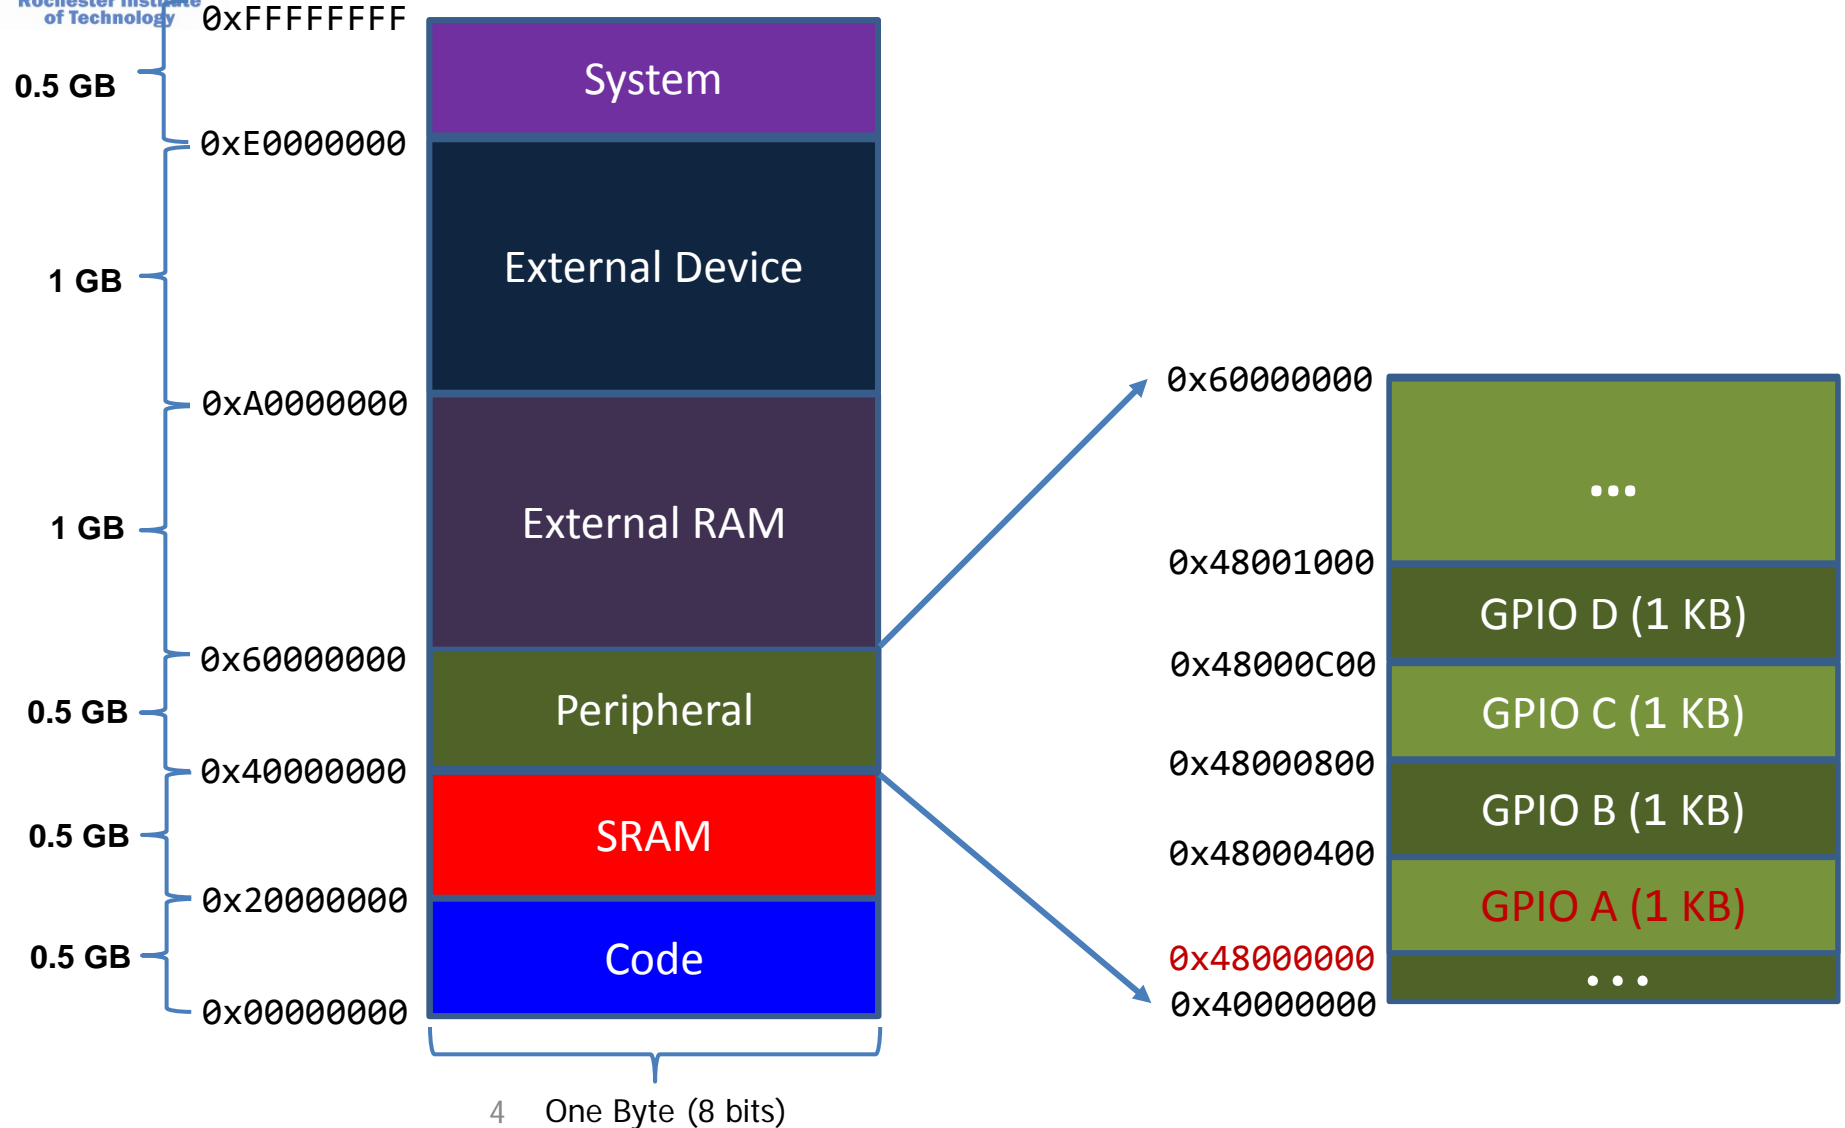 of Technology
0xFFFFFFFF
System
0.5 GB
0xE0000000
External Device
1 GB
0xA0000000
External RAM
1 GB
0x60000000
Peripheral
0.5 GB
0x40000000
SRAM
0.5 GB
0x20000000
Code
0.5 GB
0x00000000
4
One Byte (8 bits)
0x60000000
...
0x48001000
GPIO D (1 KB)
0x48000C00
GPIO C (1 KB)
0x48000800
GPIO B (1 KB)
0x48000400
GPIO A (1 KB)
0x48000000
...
0x40000000